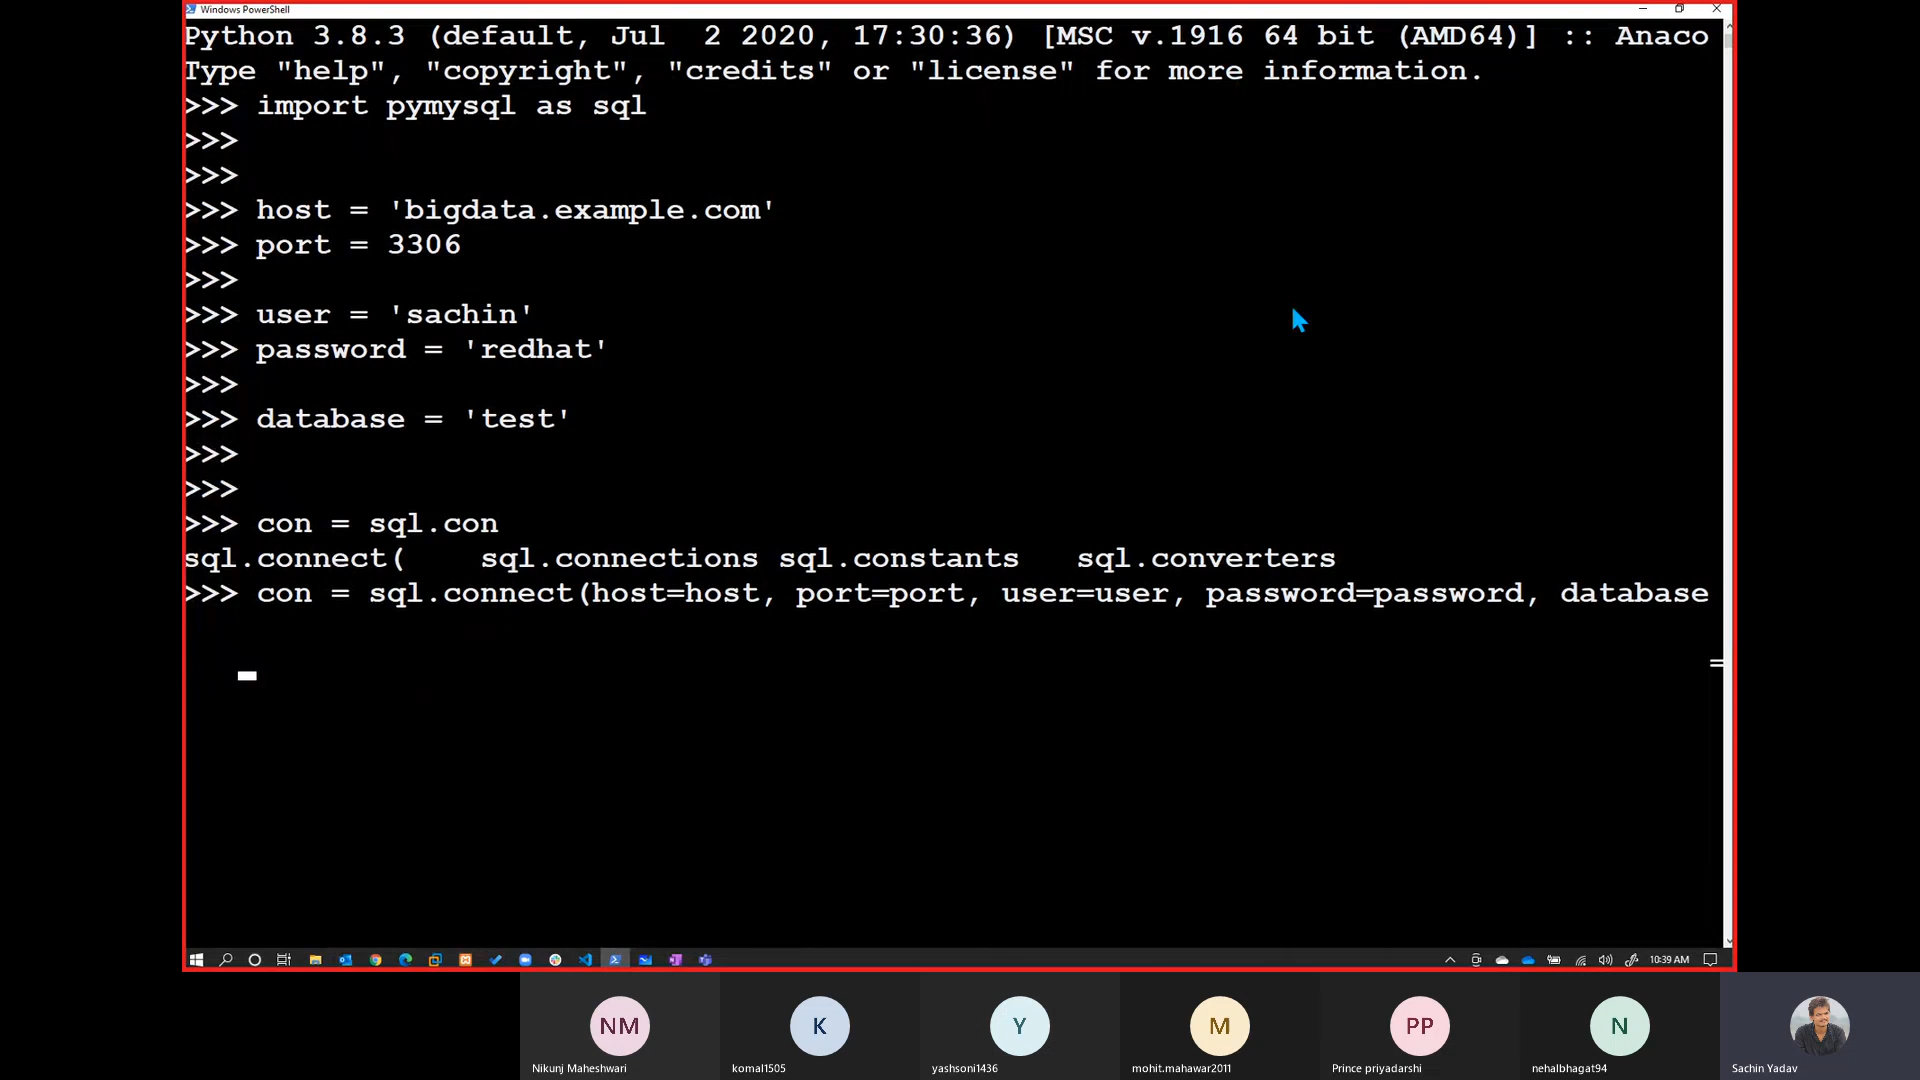 Windows PowerShell
Python 3.8.3 (default, Jul  2 2020, 17:30:36) [MSC v.1916 64 bit (AMD64)] :: Anaco
Type "help", "copyright", "credits" or "license" for more information.
>>> import pymysql as sql
>>>
>>>
>>> host = 'bigdata.example.com'
>>> port = 3306
>>>
>>> user = 'sachin'
>>> password = 'redhat'
>>>
>>> database = 'test'
>>>
>>>
>>> con = sql.con
sql.connect(    sql.connections sql.constants   sql.converters
>>> con = sql.connect(host=host, port=port, user=user, password=password, database
=
10:39 AM
NM K Y M PP N
Nikunj Maheshwari komal1505 yashsoni1436 mohit.mahawar2011 Prince priyadarshi nehalbhagat94 Sachin Yadav